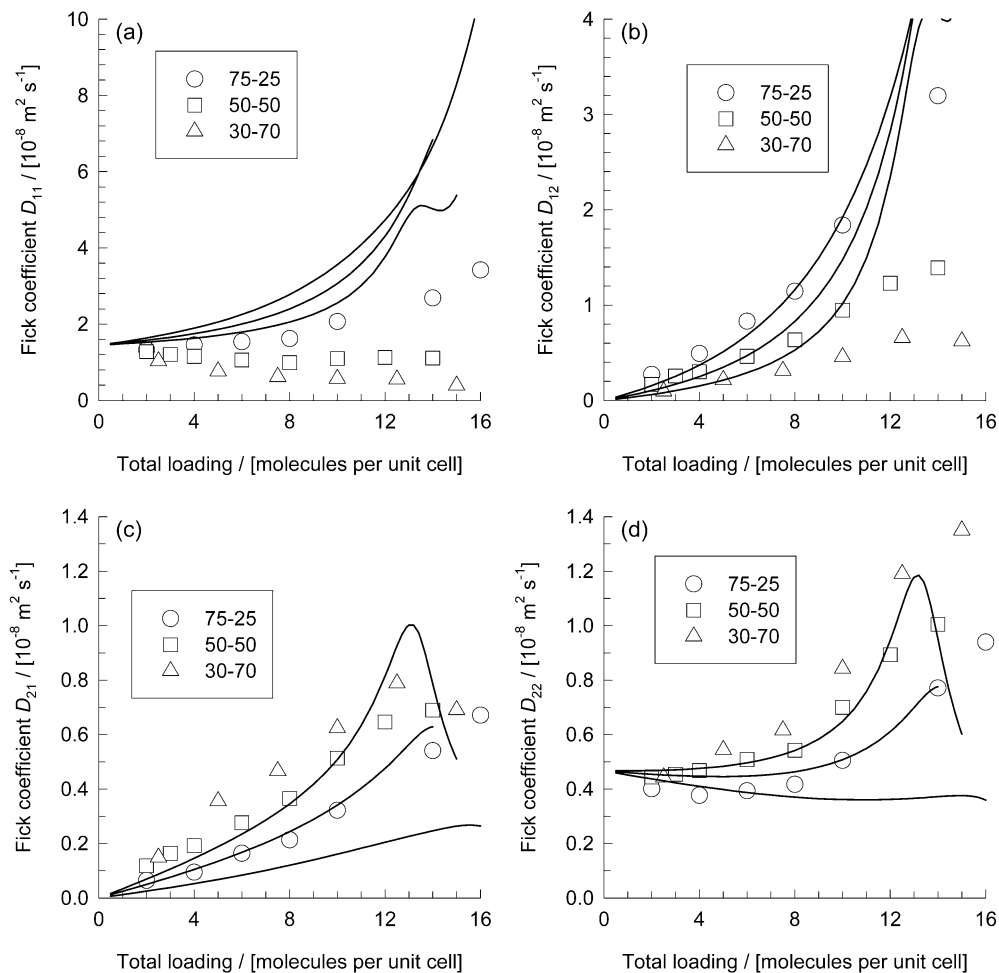 (a)
10
8
6
4
2
0
0 4 8 12 16
75-25
50-50
30-70
Fick coefficient D11 / [10-8 m2 s-1]
Total loading / [molecules per unit cell]
(b)
4
3
2
1
0
0 4 8 12 16
75-25
50-50
30-70
Fick coefficient D12 / [10-8 m2 s-1]
Total loading / [molecules per unit cell]
(c)
1.4
1.2
1.0
0.8
0.6
0.4
0.2
0.0
0 4 8 12 16
75-25
50-50
30-70
Fick coefficient D21 / [10-8 m2 s-1]
Total loading / [molecules per unit cell]
(d)
1.4
1.2
1.0
0.8
0.6
0.4
0.2
0.0
0 4 8 12 16
75-25
50-50
30-70
Fick coefficient D22 / [10-8 m2 s-1]
Total loading / [molecules per unit cell]